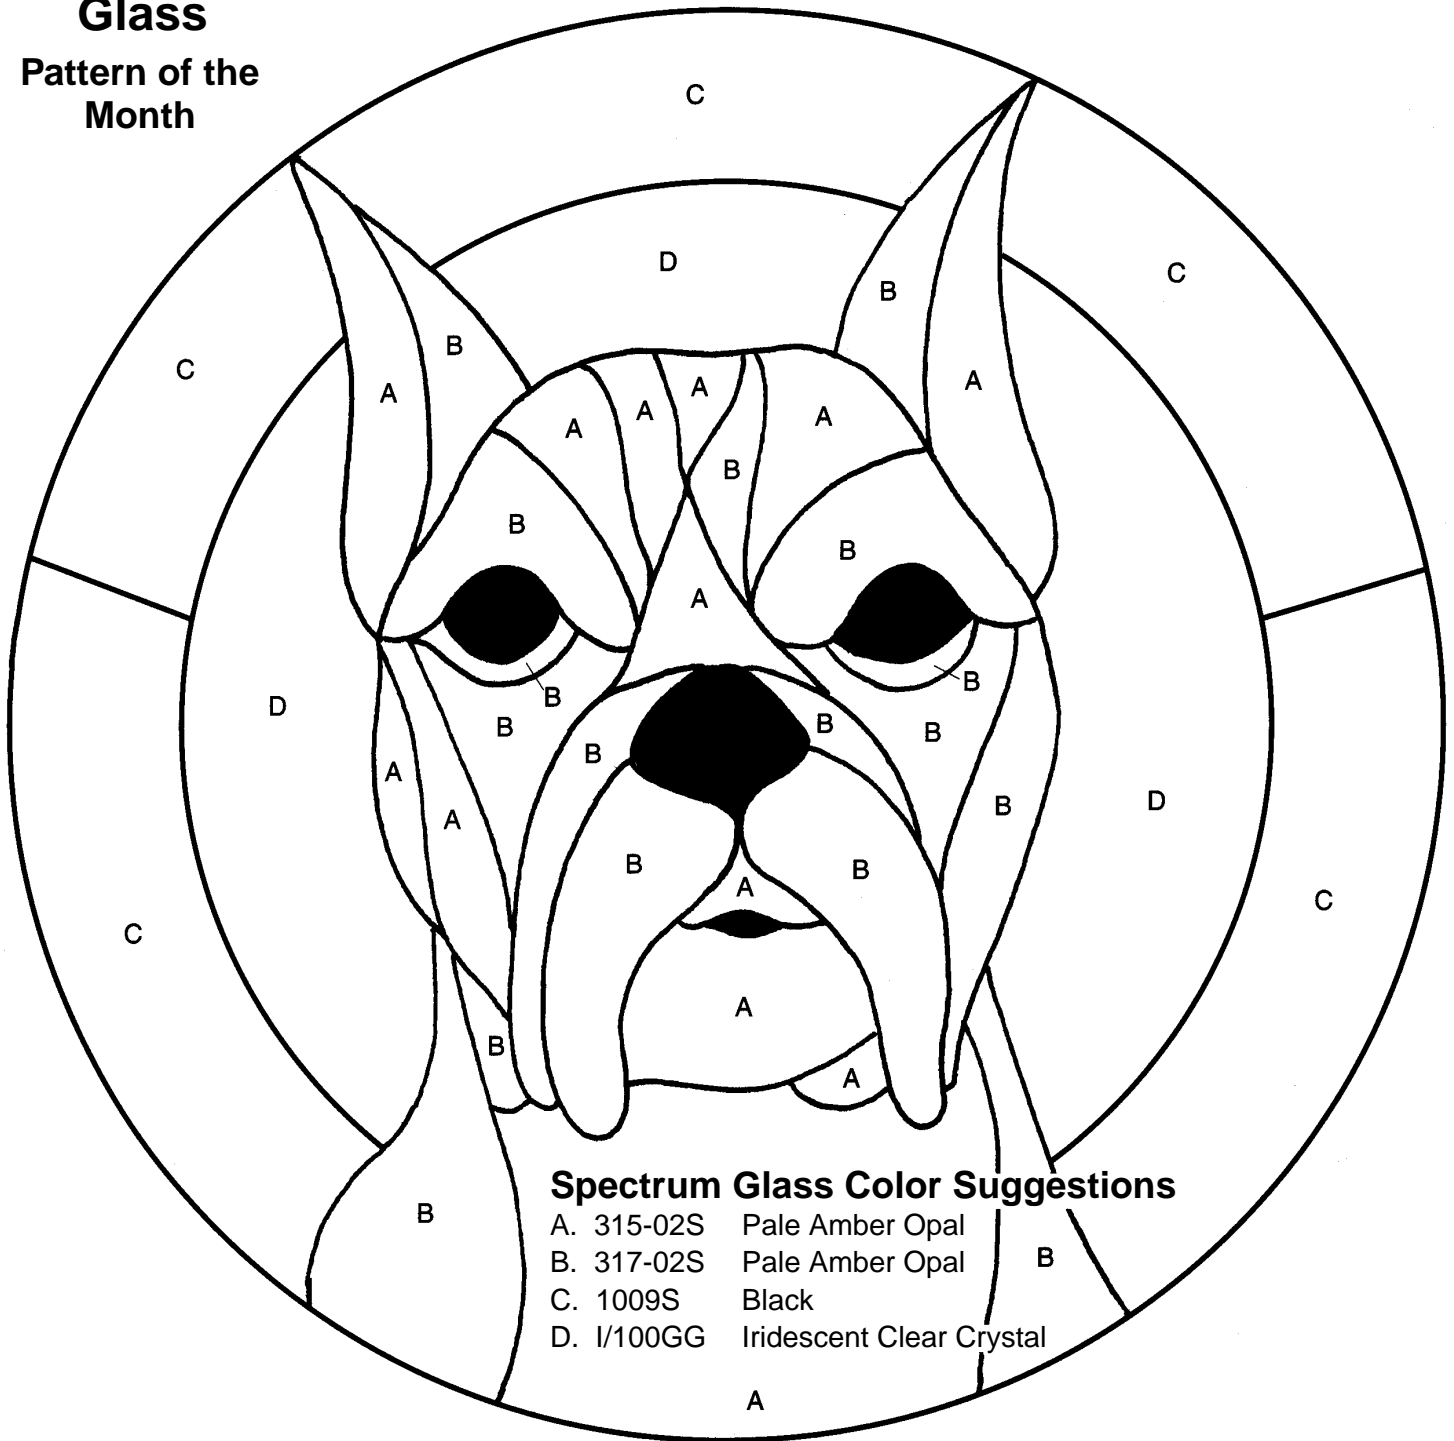 Glass
Pattern of the
Month
C
D
C
B
C
B
A
A
A
A
A
A
B
B
B
A
B
B
D
B
B
B
B
A
B
D
A
B
B
A
C
C
A
B
A
B
Spectrum Glass Color Suggestions
A. 315-02S Pale Amber Opal
B. 317-02S Pale Amber Opal
C. 1009S Black
D. I/100GG Iridescent Clear Crystal
B
A